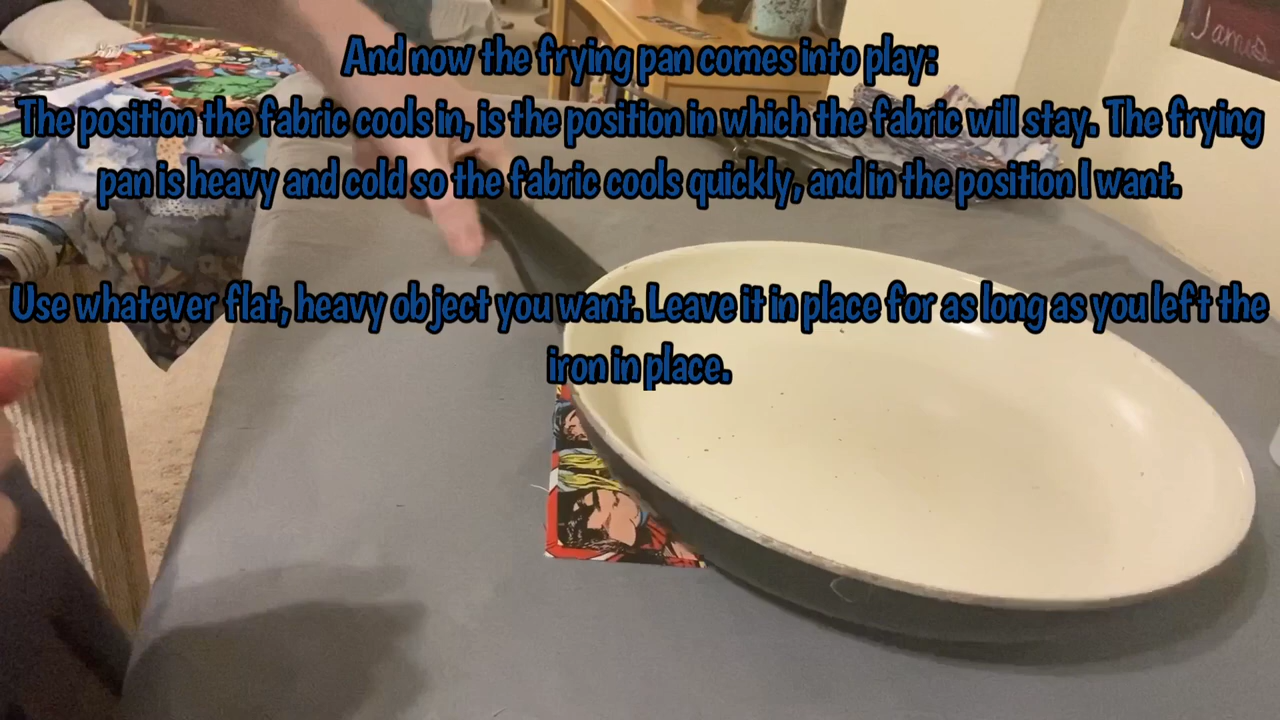 And now the frying pan comes into play:
The position the fabric cools in, is the position in which the fabric will stay. The frying
pan is heavy and cold so the fabric cools quickly, and in the position I want.
Use whatever flat, heavy object you want. Leave it in place for as long as you left the
iron in place.
James